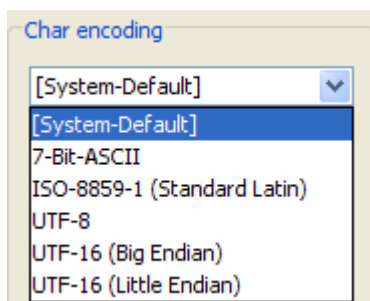 Char encoding
[System-Default]
[System-Default]
7-Bit-ASCII
ISO-8859-1 (Standard Latin)
UTF-8
UTF-16 (Big Endian)
UTF-16 (Little Endian)